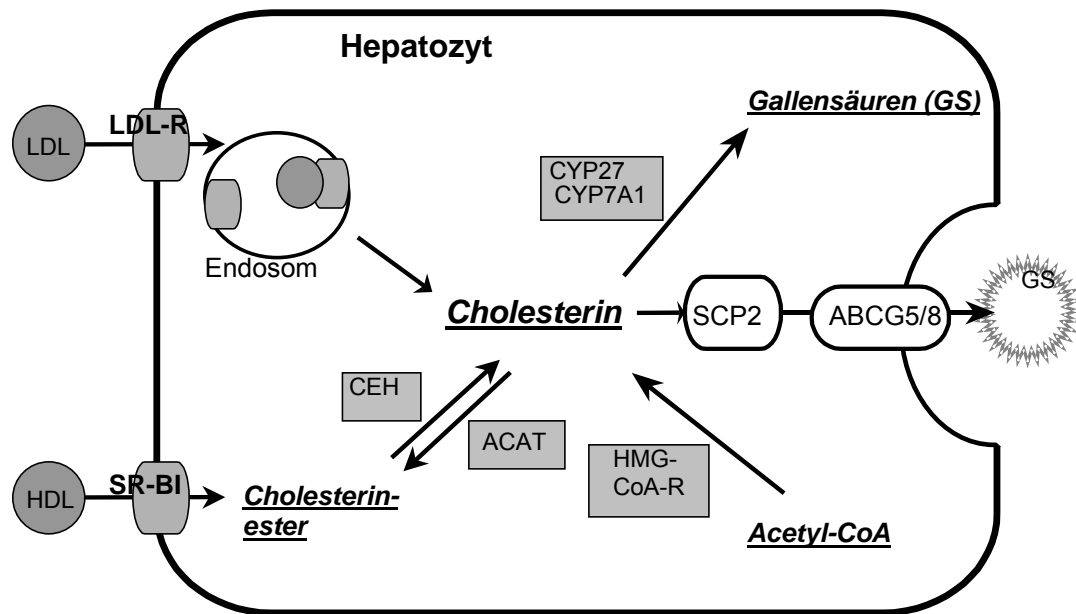 Hepatozyt
Gallensäuren (GS)
LDL-R
LDL
CYP27
CYP7A1
Endosom
GS
Cholesterin
SCP2
ABCG5/8
CEH
ACAT
HMG-
CoA-R
SR-BI
HDL
Cholesterin-
ester
Acetyl-CoA